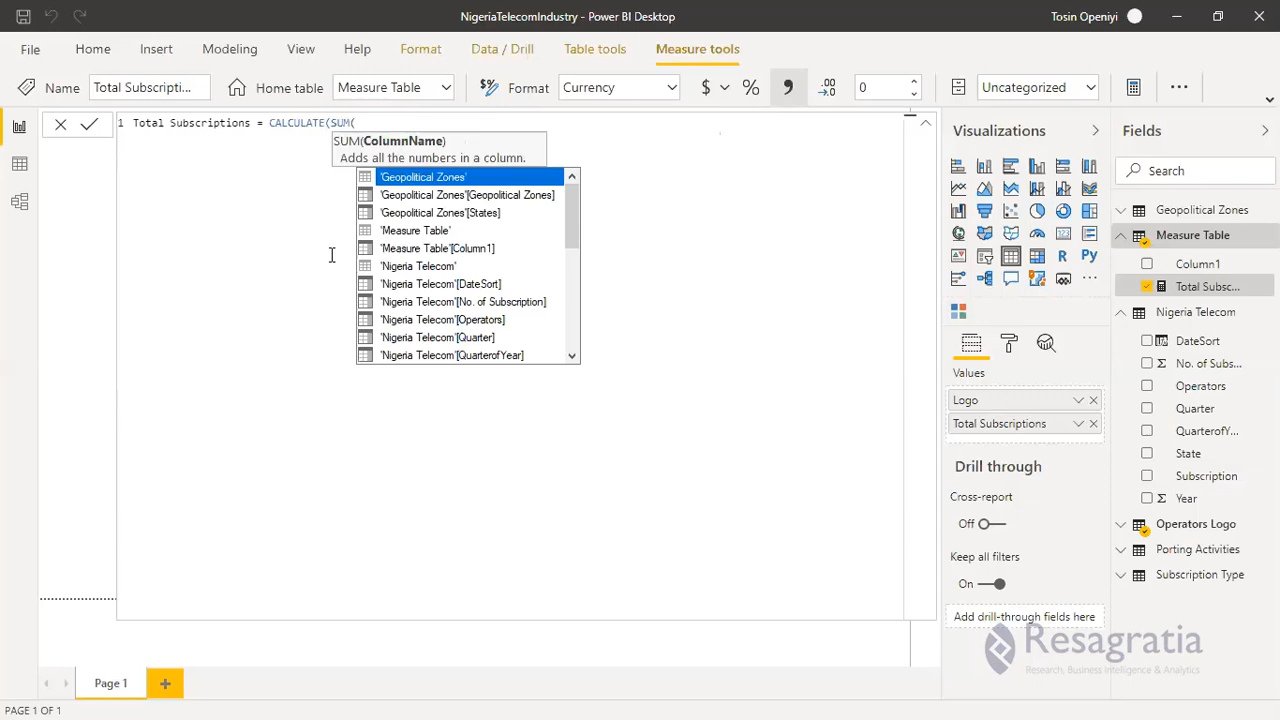 NigeriaTelecomIndustry - Power BI Desktop
Tosin Openiyi
File
Home
Insert
Modeling
View
Help
Format
Data / Drill
Table tools
Measure tools
Name
Total Subscripti...
Home table
Measure Table
Format
Currency
$
%
0
Uncategorized
1 Total Subscriptions = CALCULATE(SUM(
SUM(ColumnName)
Adds all the numbers in a column.
'Geopolitical Zones'
'Geopolitical Zones'[Geopolitical Zones]
'Geopolitical Zones'[States]
'Measure Table'
'Measure Table'[Column1]
'Nigeria Telecom'
'Nigeria Telecom'[DateSort]
'Nigeria Telecom'[No. of Subscription]
'Nigeria Telecom'[Operators]
'Nigeria Telecom'[Quarter]
'Nigeria Telecom'[QuarterofYear]
Visualizations
R
Py
Values
Logo
Total Subscriptions
Drill through
Cross-report
Off
Keep all filters
On
Add drill-through fields here
Fields
Search
Geopolitical Zones
Measure Table
Column1
Total Subsc...
Nigeria Telecom
DateSort
No. of Subs...
Operators
Quarter
QuarterofY...
State
Subscription
Year
Operators Logo
Porting Activities
Subscription Type
Resagratia
Research, Business Intelligence & Analytics
Page 1
PAGE 1 OF 1